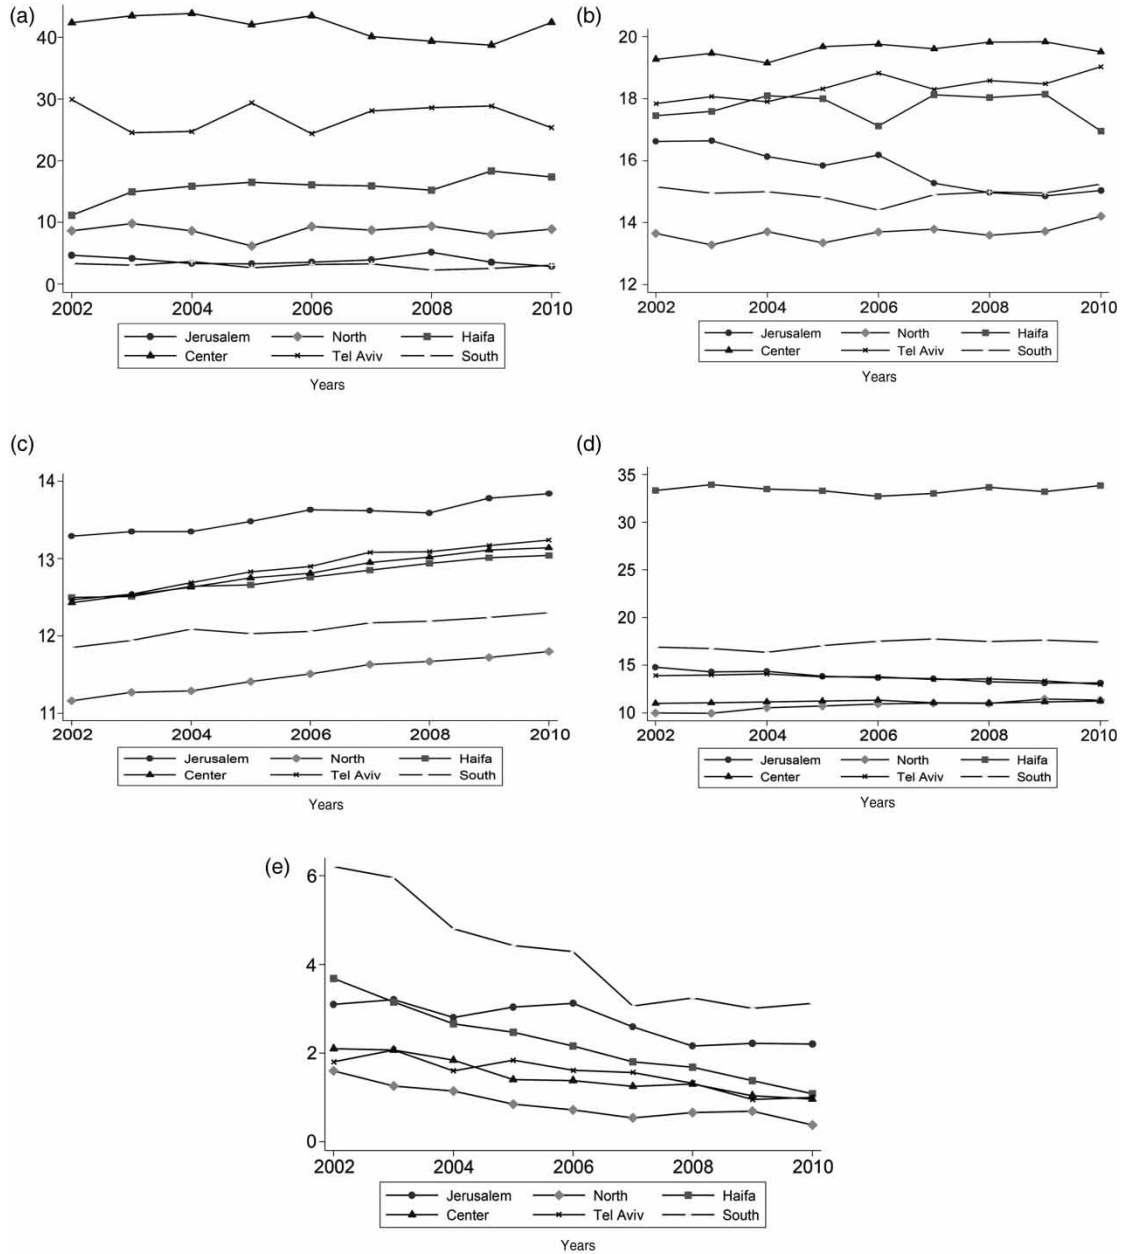 (a)
40
30
20
10
0
2002 2004 2006 2008 2010
Jerusalem North Haifa
Center Tel Aviv South
Years
(b)
20
18
16
14
12
2002 2004 2006 2008 2010
Jerusalem North Haifa
Center Tel Aviv South
Years
(c)
14
13
12
11
2002 2004 2006 2008 2010
Jerusalem North Haifa
Center Tel Aviv South
Years
(d)
35
30
25
20
15
10
2002 2004 2006 2008 2010
Jerusalem North Haifa
Center Tel Aviv South
Years
(e)
6
4
2
0
2002 2004 2006 2008 2010
Jerusalem North Haifa
Center Tel Aviv South
Years